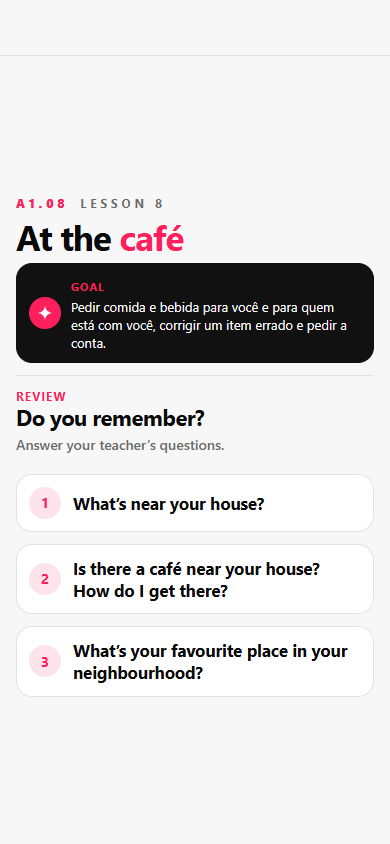 A1.08 LESSON 8
At the café
GOAL
Pedir comida e bebida para você e para quem
está com você, corrigir um item errado e pedir a
conta.
REVIEW
Do you remember?
Answer your teacher's questions.
1 What's near your house?
2 Is there a café near your house?
How do I get there?
3 What's your favourite place in your
neighbourhood?